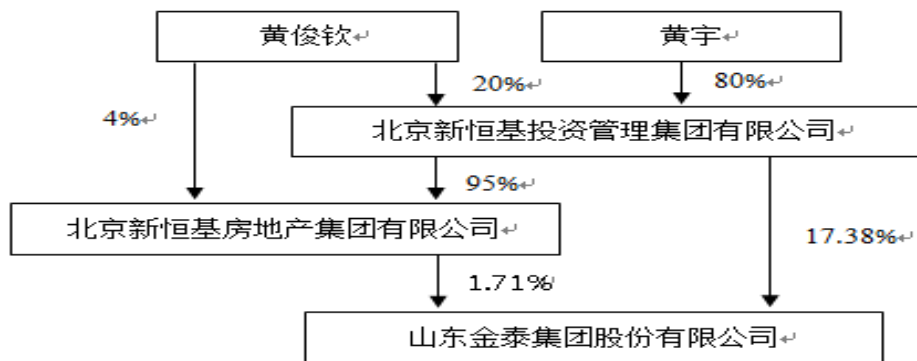 黄俊钦↵
黄宇↵
4%↵
20%↵
80%↵
北京新恒基投资管理集团有限公司↵
95%↵
北京新恒基房地产集团有限公司↵
17.38%↵
1.71%↵
山东金泰集团股份有限公司↵